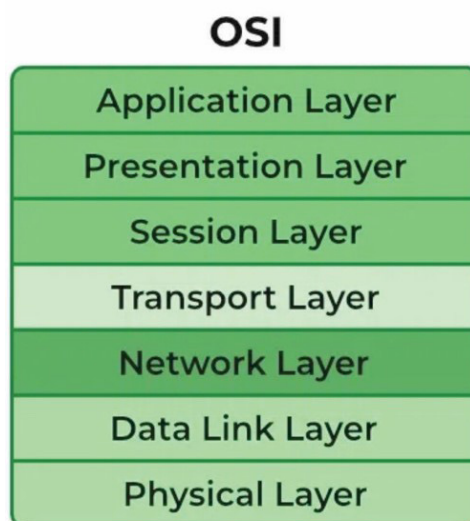 OSI
Application Layer
Presentation Layer
Session Layer
Transport Layer
Network Layer
Data Link Layer
Physical Layer